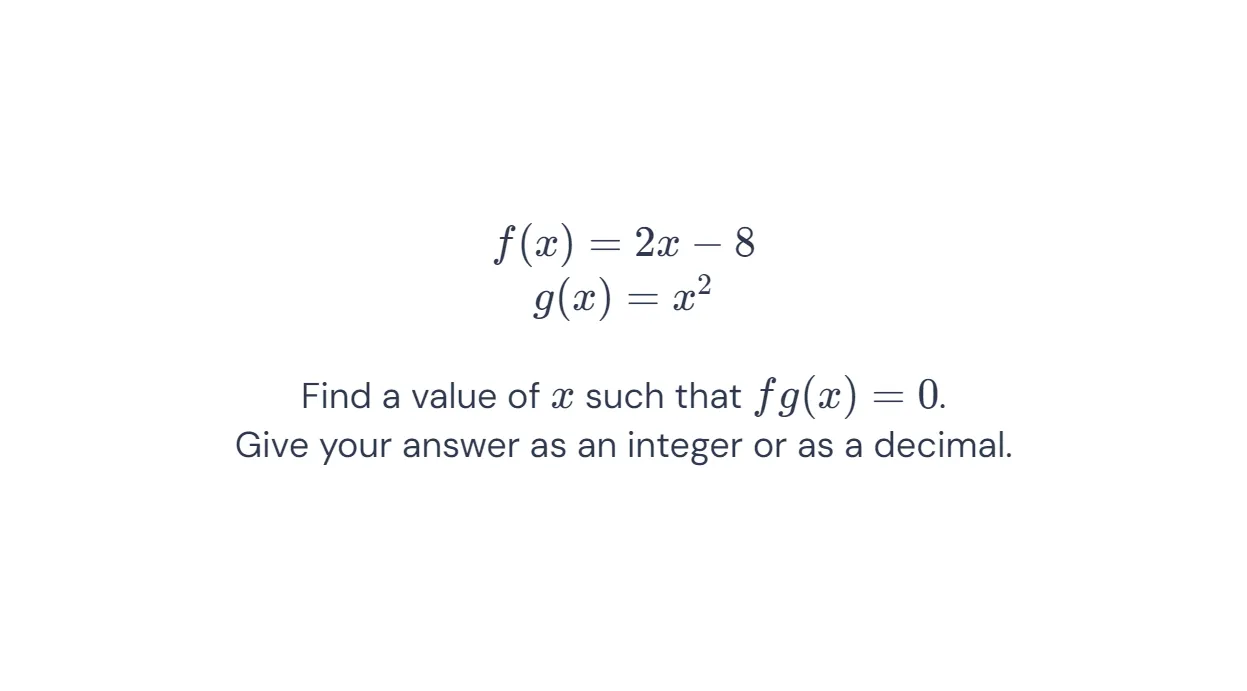 f(x) = 2x − 8
g(x) = x²
Find a value of x such that fg(x) = 0.
Give your answer as an integer or as a decimal.